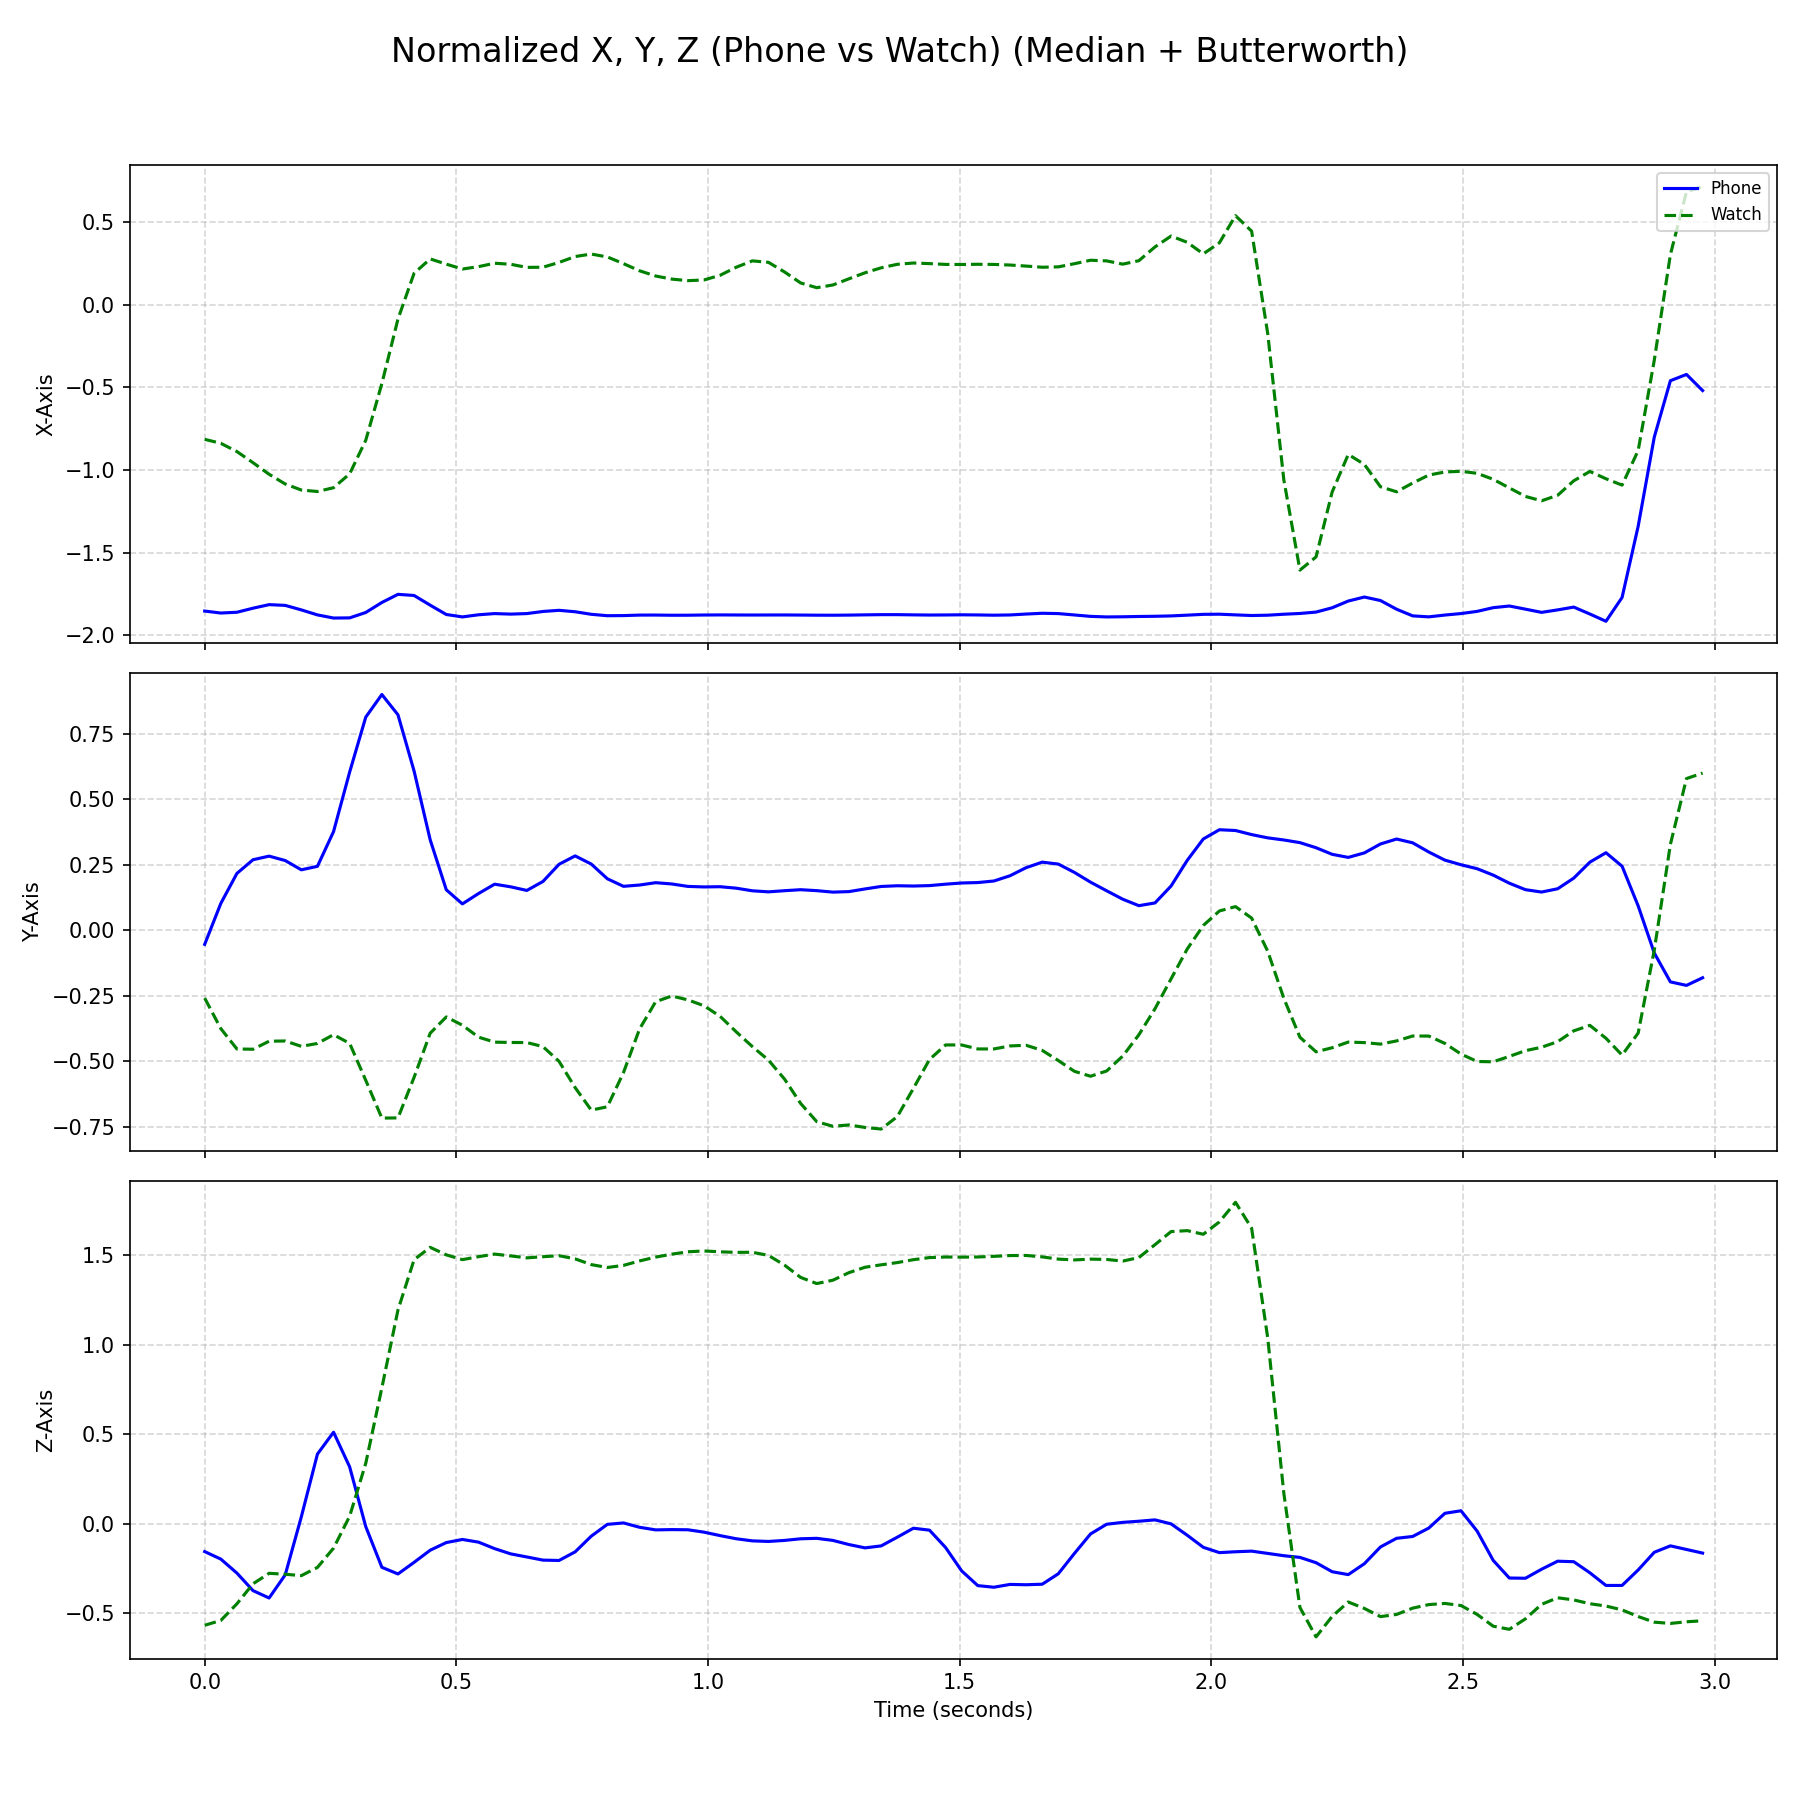 Normalized X, Y, Z (Phone vs Watch) (Median + Butterworth)
Phone
Watch
X-Axis
0.5
0.0
−0.5
−1.0
−1.5
−2.0
Y-Axis
0.75
0.50
0.25
0.00
−0.25
−0.50
−0.75
Z-Axis
1.5
1.0
0.5
0.0
−0.5
0.0 0.5 1.0 1.5 2.0 2.5 3.0
Time (seconds)